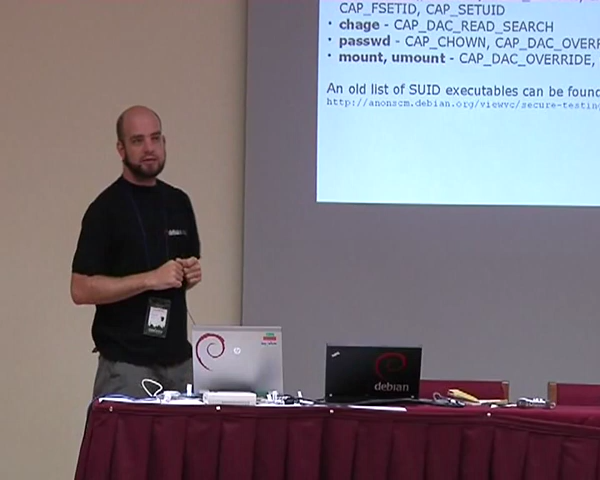 CAP_FSETID, CAP_SETUID
· chage - CAP_DAC_READ_SEARCH
· passwd - CAP_CHOWN, CAP_DAC_OVERR
· mount, umount - CAP_DAC_OVERRIDE,
An old list of SUID executables can be found
http://anonscm.debian.org/viewvc/secure-testing
hp
debian